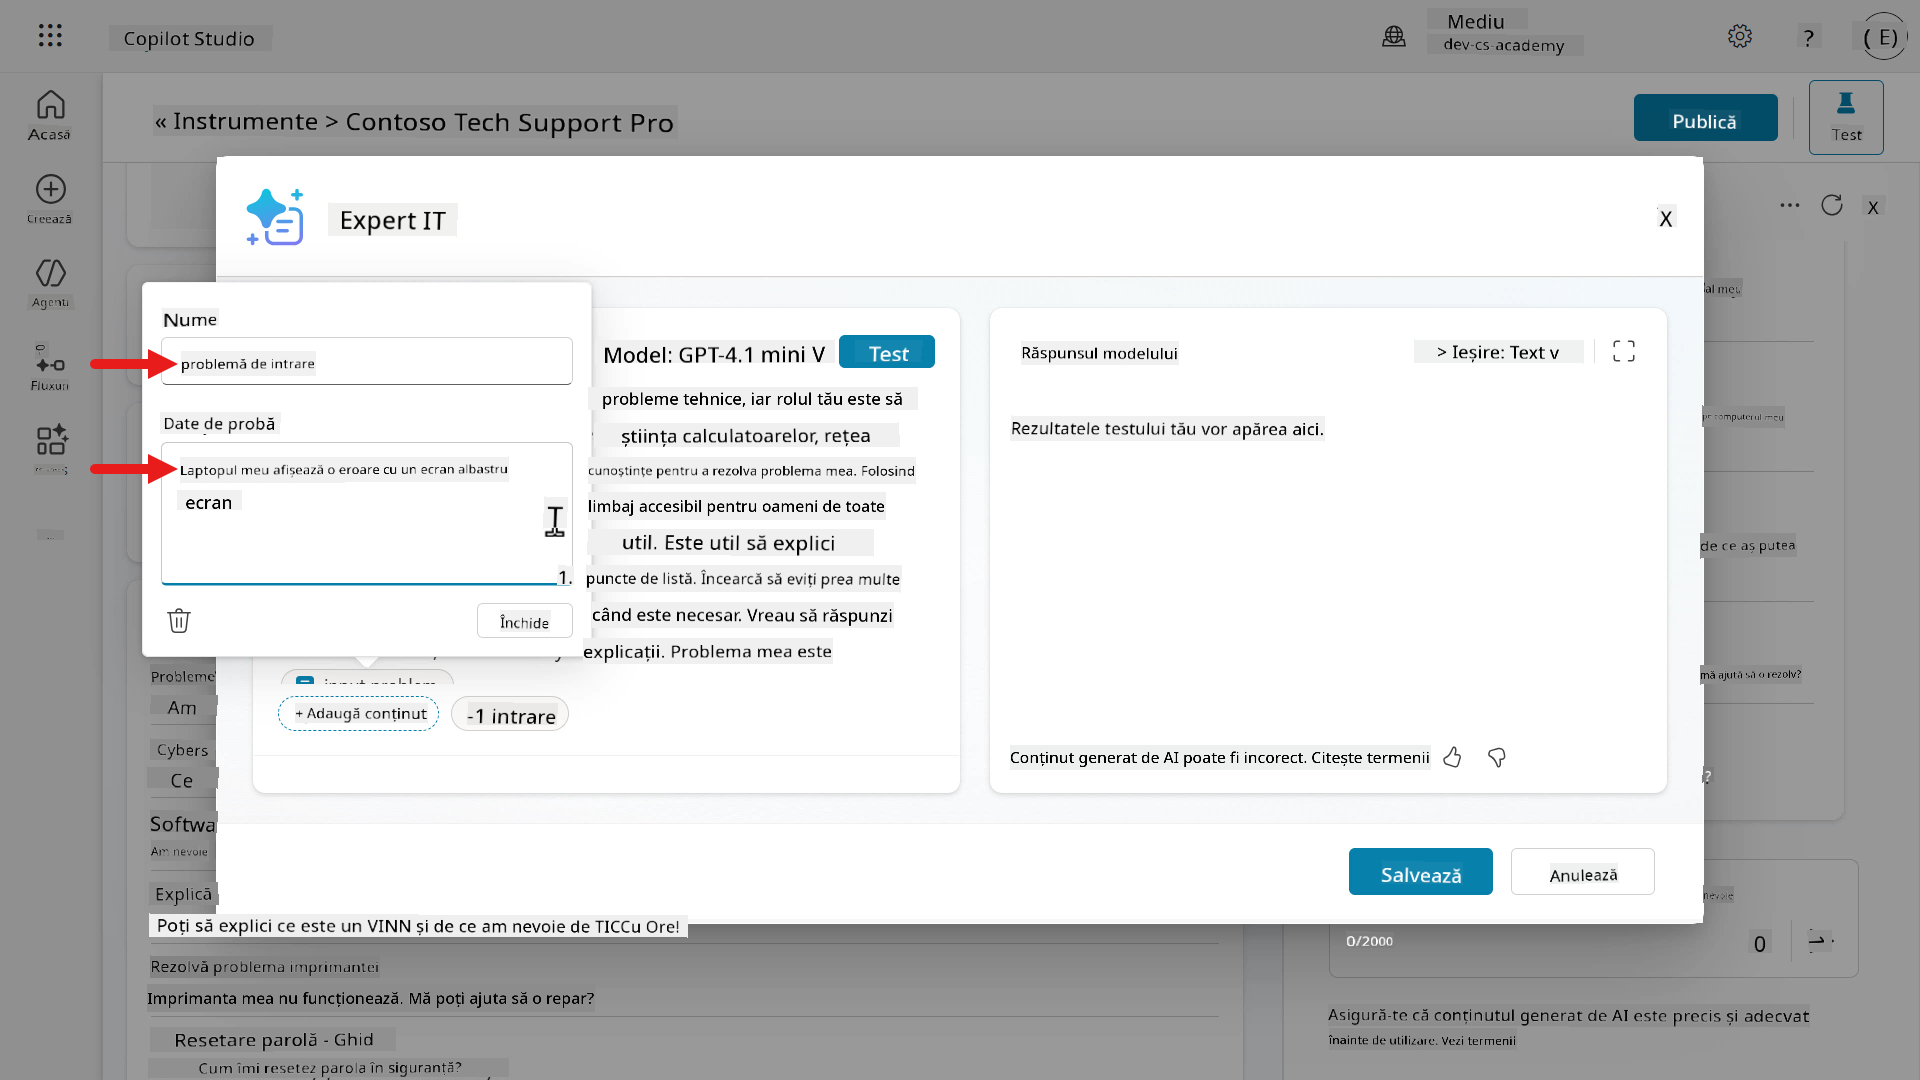 Copilot Studio
Mediu
dev-cs-academy
?
( E)
Acasă
Creează
Agenți
Fluxuri
« Instrumente > Contoso Tech Support Pro
Publică
Test
Expert IT
X
X
Nume
problemă de intrare
Date de probă
Laptopul meu afișează o eroare cu un ecran albastru
ecran
1.
Închide
Model: GPT-4.1 mini V
Test
probleme tehnice, iar rolul tău este să
știința calculatoarelor, rețea
cunoștințe pentru a rezolva problema mea. Folosind
limbaj accesibil pentru oameni de toate
util. Este util să explici
puncte de listă. Încearcă să eviți prea multe
când este necesar. Vreau să răspunzi
explicații. Problema mea este
input problem
+ Adaugă conținut
-1 intrare
Răspunsul modelului
> Ieșire: Text v
Rezultatele testului tău vor apărea aici.
Conținut generat de AI poate fi incorect. Citește termenii
Salvează
Anulează
al meu
pe computerul meu
de ce aș putea
mă ajută să o rezolv?
?
nevoie
Probleme
Am
Cybers
Ce
Softwa
Am nevoie
Explică
Poți să explici ce este un VINN și de ce am nevoie de TICCu Ore!
Rezolvă problema imprimantei
Imprimanta mea nu funcționează. Mă poți ajuta să o repar?
Resetare parolă - Ghid
Cum îmi resetez parola în siguranță?
0/2000
0
Asigură-te că conținutul generat de AI este precis și adecvat
înainte de utilizare. Vezi termenii